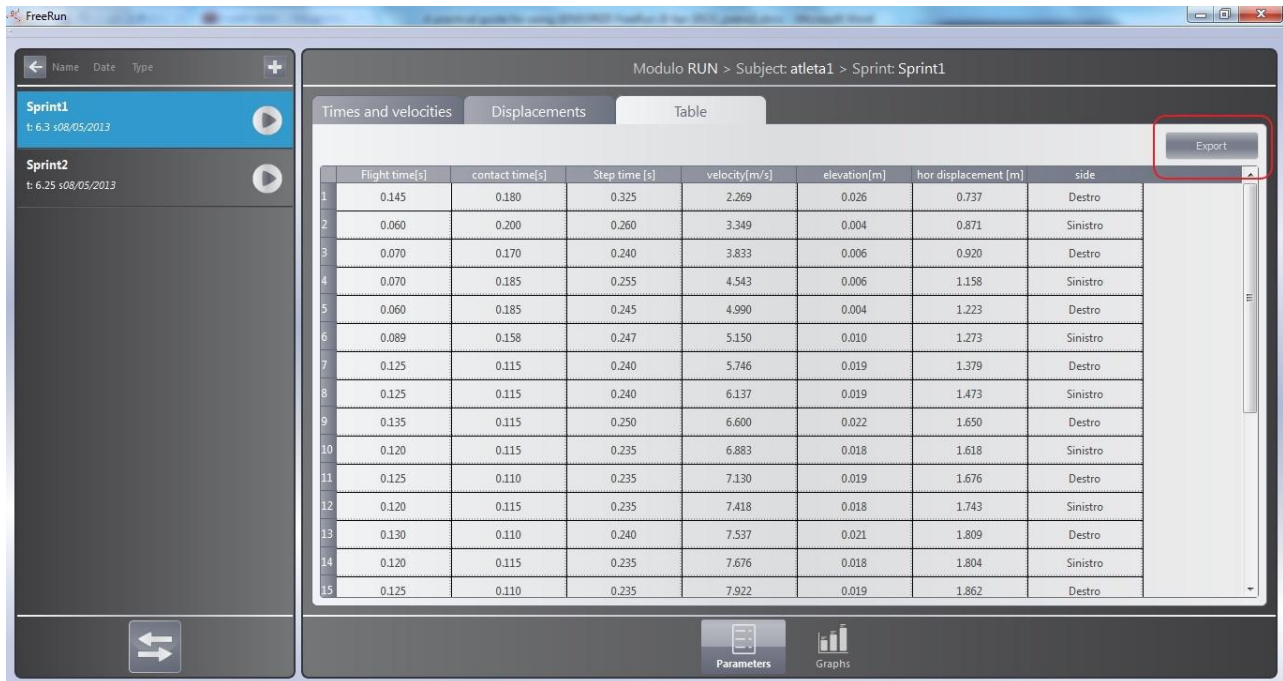 FreeRun
Name Date Type
Sprint1
t: 6.3 s08/05/2013
Sprint2
t: 6.25 s08/05/2013
Modulo RUN > Subject: atleta1 > Sprint: Sprint1
Times and velocities Displacements Table
Export
Flight time[s] contact time[s] Step time [s] velocity[m/s] elevation[m] hor displacement [m] side
1 0.145 0.180 0.325 2.269 0.026 0.737 Destro
2 0.060 0.200 0.260 3.349 0.004 0.871 Sinistro
3 0.070 0.170 0.240 3.833 0.006 0.920 Destro
4 0.070 0.185 0.255 4.543 0.006 1.158 Sinistro
5 0.060 0.185 0.245 4.990 0.004 1.223 Destro
6 0.089 0.158 0.247 5.150 0.010 1.273 Sinistro
7 0.125 0.115 0.240 5.746 0.019 1.379 Destro
8 0.125 0.115 0.240 6.137 0.019 1.473 Sinistro
9 0.135 0.115 0.250 6.600 0.022 1.650 Destro
10 0.120 0.115 0.235 6.883 0.018 1.618 Sinistro
11 0.125 0.110 0.235 7.130 0.019 1.676 Destro
12 0.120 0.115 0.235 7.418 0.018 1.743 Sinistro
13 0.130 0.110 0.240 7.537 0.021 1.809 Destro
14 0.120 0.115 0.235 7.676 0.018 1.804 Sinistro
15 0.125 0.110 0.235 7.922 0.019 1.862 Destro
Parameters Graphs